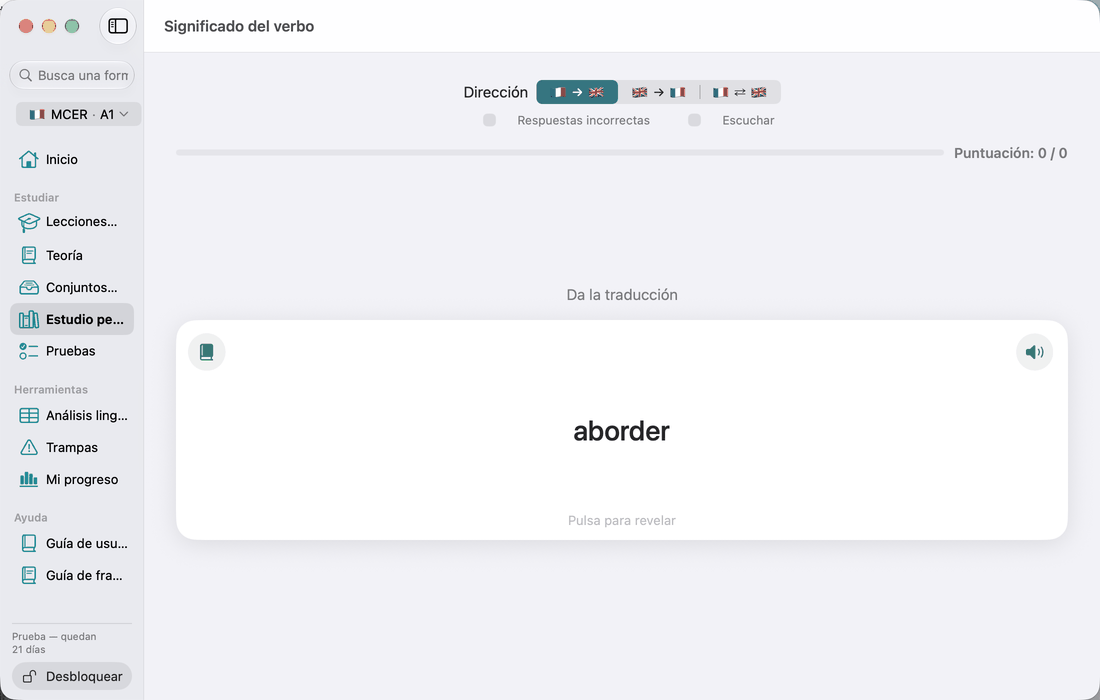 Significado del verbo
Busca una forn
MCER · A1
Inicio
Estudiar
Lecciones...
Teoría
Conjuntos...
Estudio pe...
Pruebas
Herramientas
Análisis ling...
Trampas
Mi progreso
Ayuda
Guía de usu...
Guía de fra...
Prueba — quedan
21 días
Desbloquear
Dirección
Respuestas incorrectas
Escuchar
Puntuación: 0 / 0
Da la traducción
aborder
Pulsa para revelar